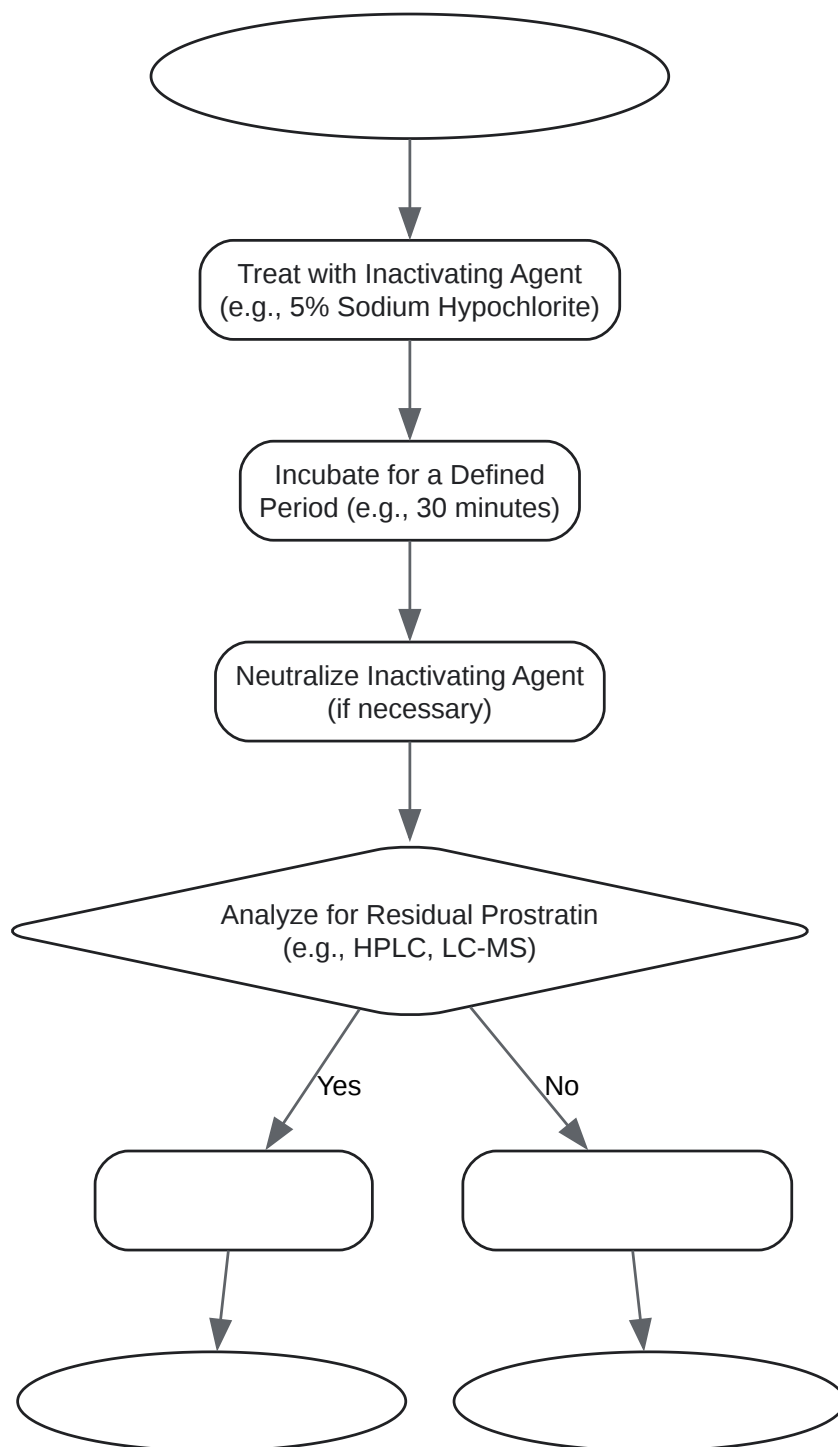 Treat with Inactivating Agent
(e.g., 5% Sodium Hypochlorite)
Incubate for a Defined
Period (e.g., 30 minutes)
Neutralize Inactivating Agent
(if necessary)
Analyze for Residual Prostratin
(e.g., HPLC, LC-MS)
Yes
No